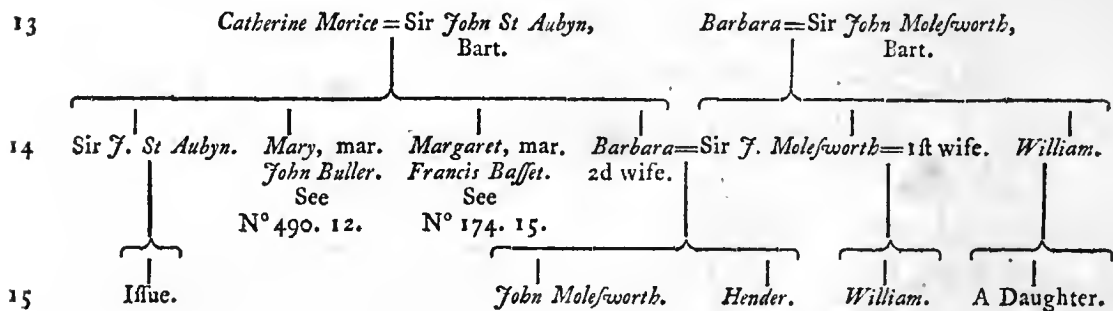 13 Catherine Morice = Sir John St Aubyn, Barbara = Sir John Moleſworth,
Bart. Bart.
14 Sir J. St Aubyn. Mary, mar. Margaret, mar. Barbara = Sir J. Moleſworth = 1ſt wife. William.
John Buller. Francis Baſſet. 2d wife.
See See
N° 490. 12. N° 174. 15.
15 Iſſue. John Moleſworth. Hender. William. A Daughter.